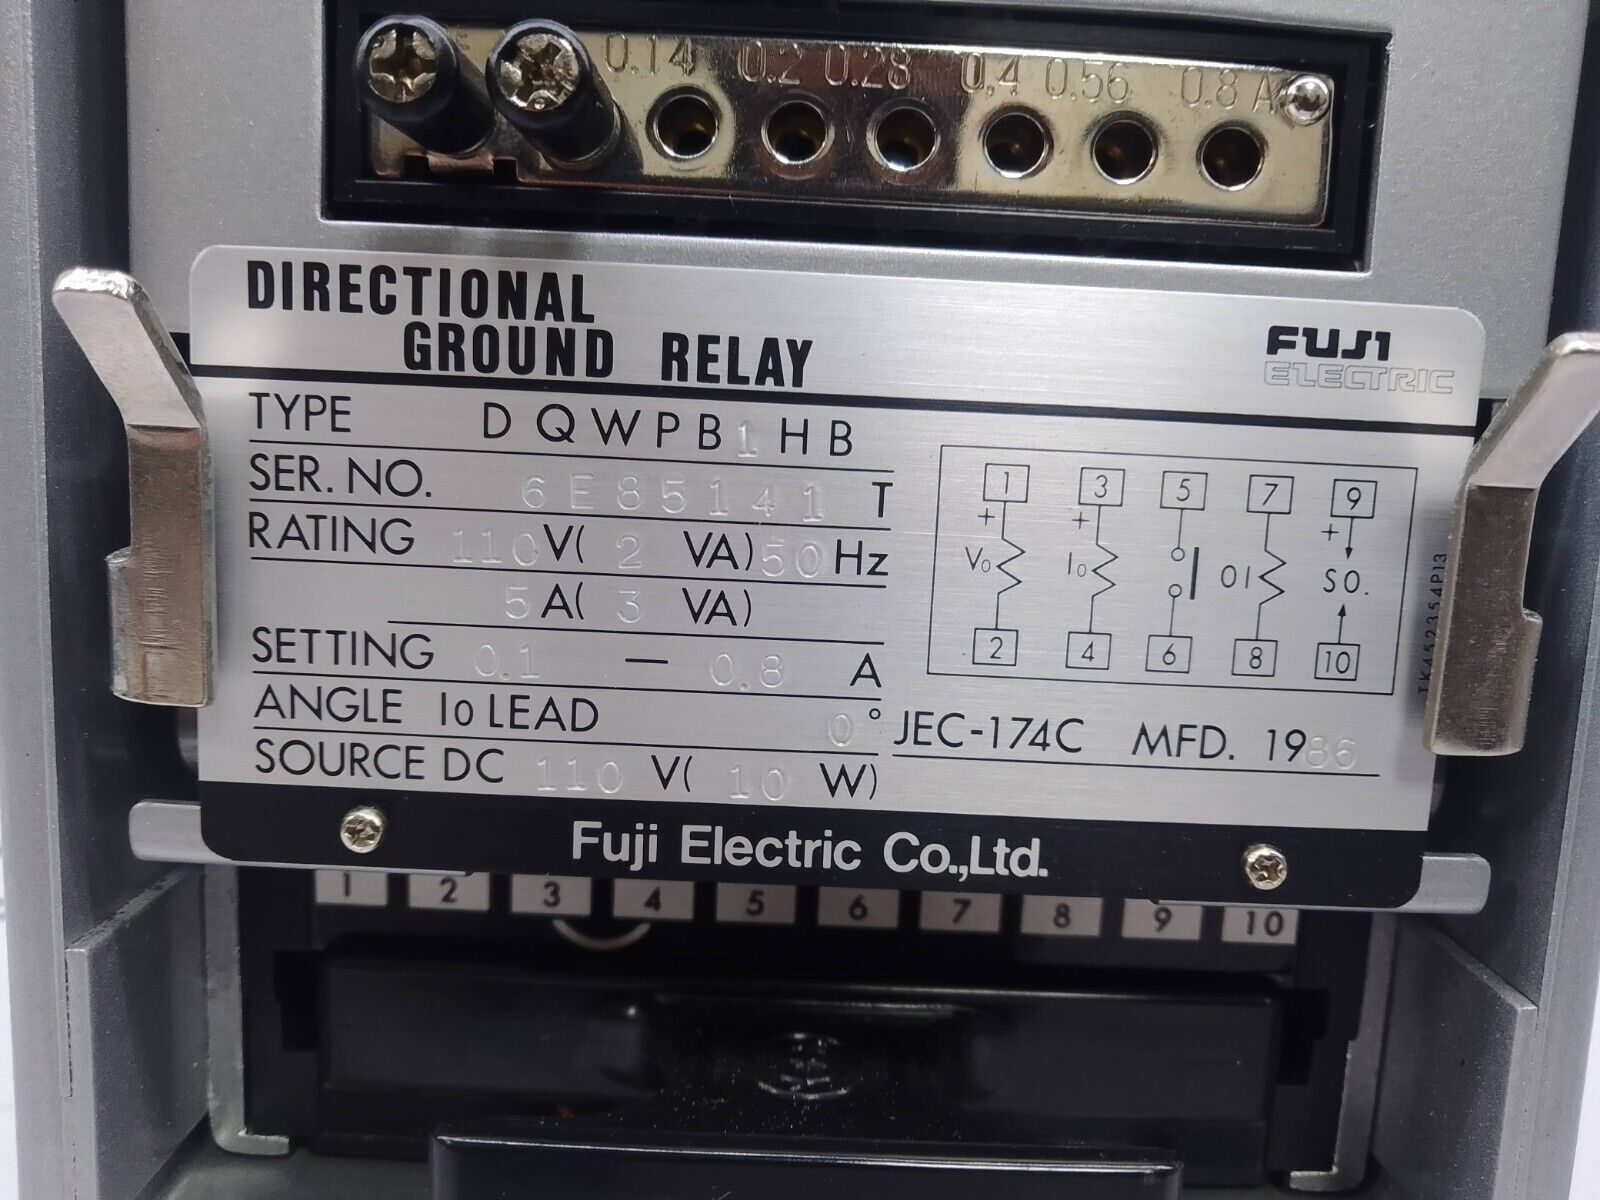 0.14 0.2 0.28 0.4 0.56 0.8 A
DIRECTIONAL
GROUND RELAY
FUJI
ELECTRIC
TYPE DQWPB1HB
SER. NO. 6E85141 T
RATING 110 V( 2 VA) 50 Hz
5 A( 3 VA)
SETTING 0.1 — 0.8 A
ANGLE I0 LEAD 0°
SOURCE DC 110 V( 10 W)
1 3 5 7 9
+ + +
V0 I0 OI SO.
2 4 6 8 10
TK452354P13
JEC-174C MFD. 1986
Fuji Electric Co.,Ltd.
1 2 3 4 5 6 7 8 9 10